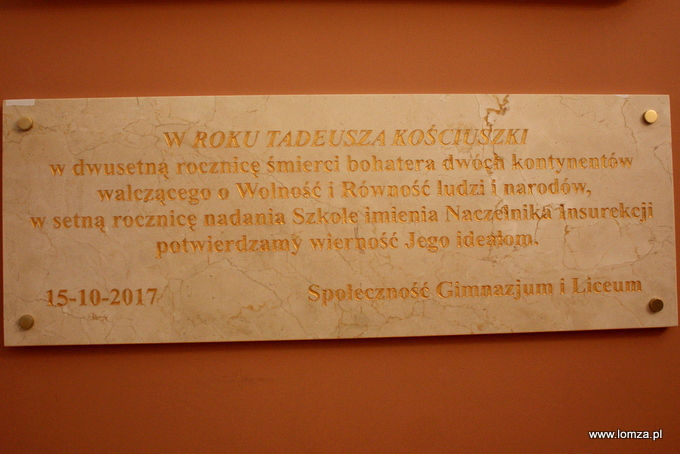 W ROKU TADEUSZA KOŚCIUSZKI
w dwusetną rocznicę śmierci bohatera dwóch kontynentów
walczącego o Wolność i Równość ludzi i narodów,
w setną rocznicę nadania Szkole imienia Naczelnika Insurekcji
potwierdzamy wierność Jego ideałom.
15-10-2017 Społeczność Gimnazjum i Liceum
www.lomza.pl